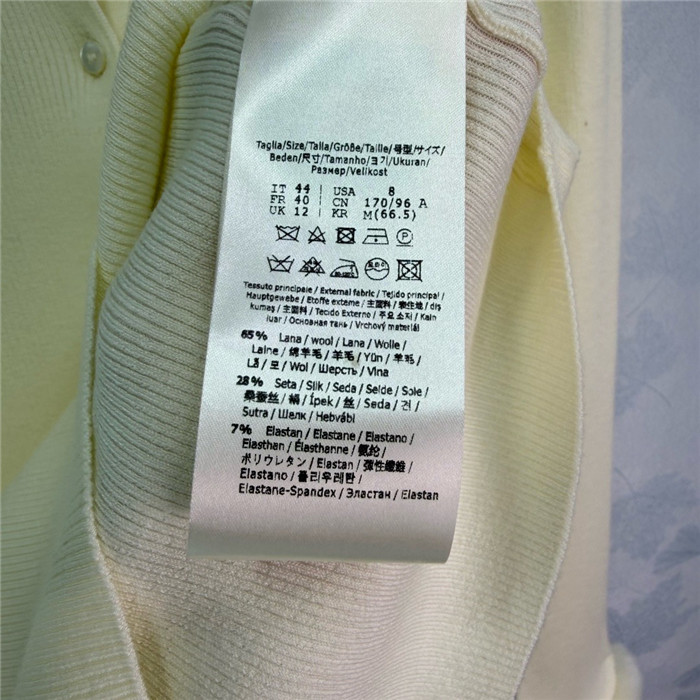 Taglia/Size/Talla/Größe/Taille/号型/サイズ/
Beden/尺寸/Tamanho/크기/Ukuran/
Размер/Velikost
IT 44 | USA 8
FR 40 | CN 170/96 A
UK 12 | KR M(66.5)
P
Tessuto principale / External fabric / Tejido principal /
Hauptgewebe / Etoffe externe / 主面料 / 表生地 / dış
kumaş / 主面料 / Tecido Externo / 주요 소재 / Kain
luar / Основная тань / Vrchový materiál
65% Lana / wool / Lana / Wolle /
Laine / 绵羊毛 / 羊毛 / Yün / 羊毛 /
Lã / 모 / Wol / Шерсть / Vlna
28% Seta / Silk / Seda / Seide / Soie /
桑蚕丝 / 絹 / İpek / 丝 / Seda / 견 /
Sutra / Шелк / Hebvábí
7% Elastan / Elastane / Elastano /
Elasthan / Élasthanne / 氨纶 /
ポリウレタン / Elastan / 彈性纖維 /
Elastano / 폴리우레탄 /
Elastane-Spandex / Эластан / Elastan